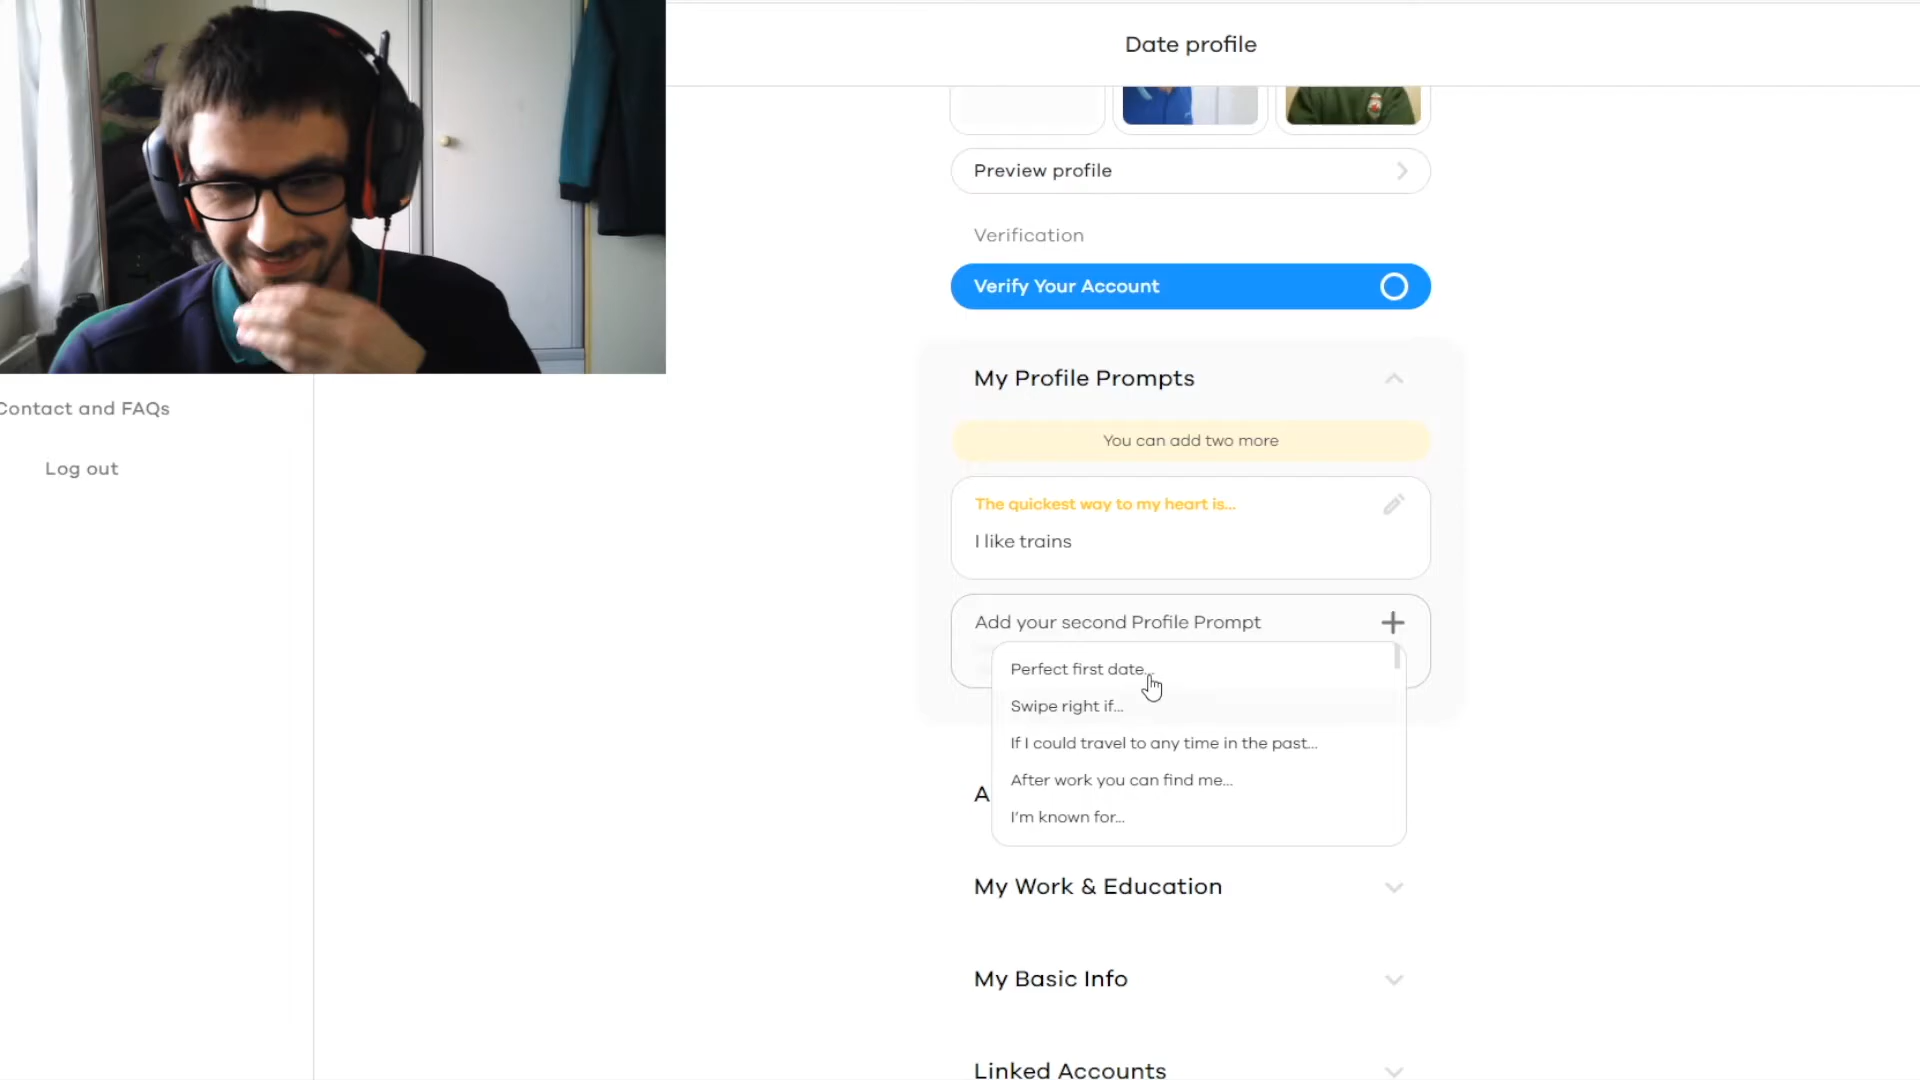 Date profile
Preview profile
Verification
Verify Your Account
Contact and FAQs
Log out
My Profile Prompts
You can add two more
The quickest way to my heart is...
I like trains
Add your second Profile Prompt
Perfect first date...
Swipe right if...
If I could travel to any time in the past...
After work you can find me...
I'm known for...
A
My Work & Education
My Basic Info
Linked Accounts